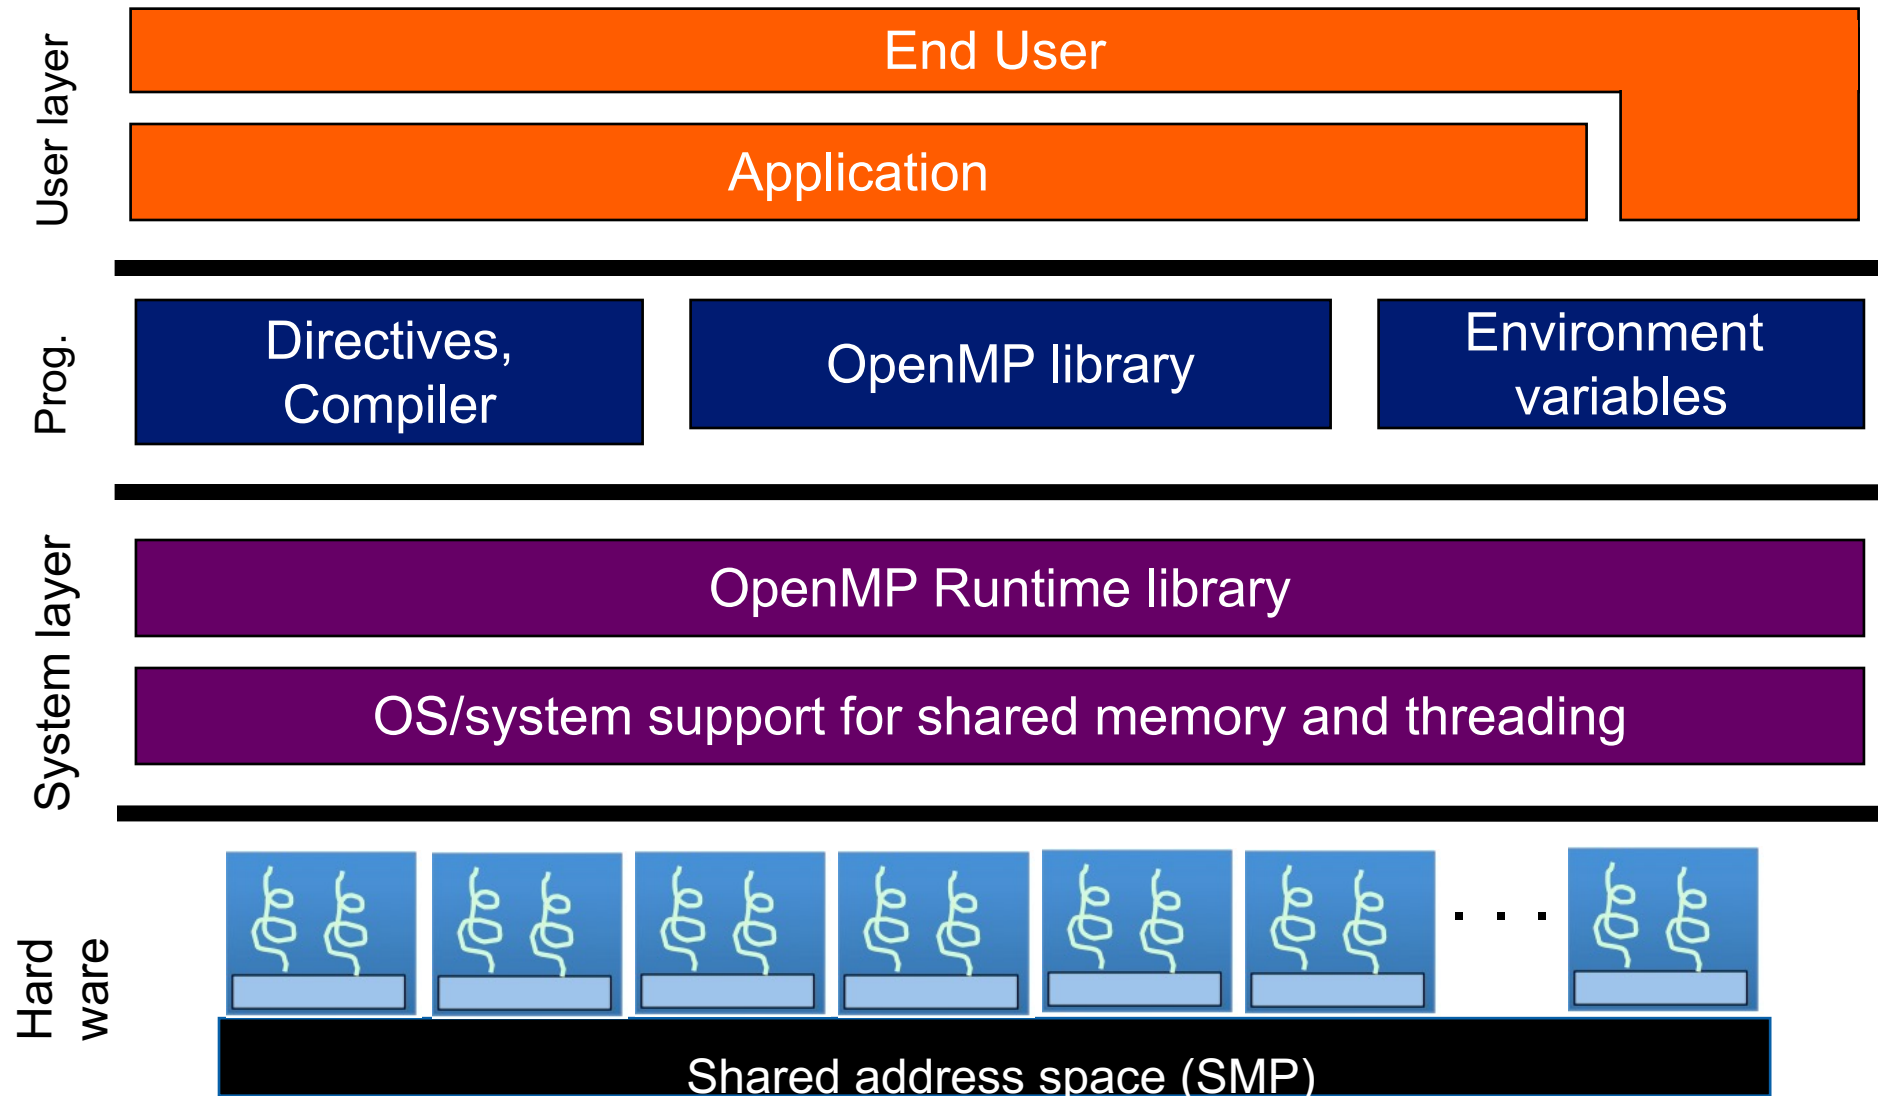 User layer
End User
Application
Prog.
Directives,
Compiler
OpenMP library
Environment
variables
System layer
OpenMP Runtime library
OS/system support for shared memory and threading
Hard
ware
. . .
Shared address space (SMP)